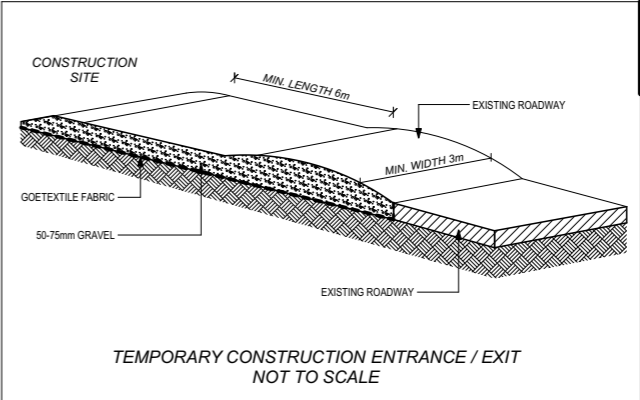 CONSTRUCTION
SITE
MIN. LENGTH 6m
EXISTING ROADWAY
MIN. WIDTH 3m
GOETEXTILE FABRIC
50-75mm GRAVEL
EXISTING ROADWAY
TEMPORARY CONSTRUCTION ENTRANCE / EXIT
NOT TO SCALE